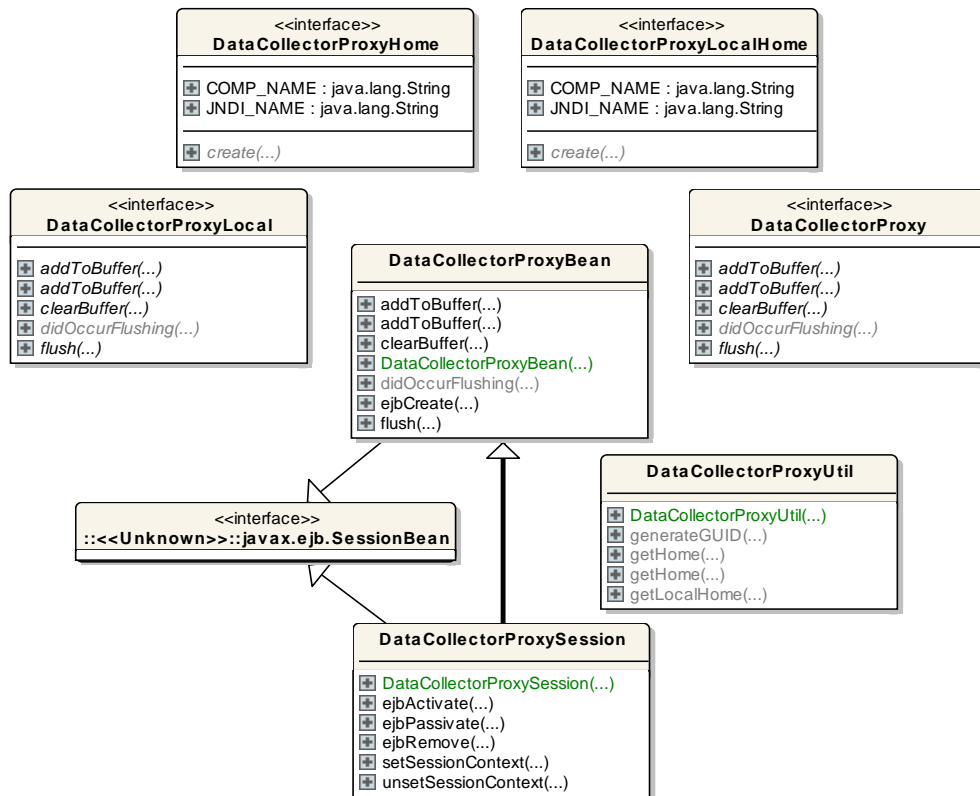 <<interface>>
DataCollectorProxyHome
COMP_NAME : java.lang.String
JNDI_NAME : java.lang.String
create(...)
<<interface>>
DataCollectorProxyLocalHome
COMP_NAME : java.lang.String
JNDI_NAME : java.lang.String
create(...)
<<interface>>
DataCollectorProxyLocal
addToBuffer(...)
addToBuffer(...)
clearBuffer(...)
didOccurFlushing(...)
flush(...)
DataCollectorProxyBean
addToBuffer(...)
addToBuffer(...)
clearBuffer(...)
DataCollectorProxyBean(...)
didOccurFlushing(...)
ejbCreate(...)
flush(...)
<<interface>>
DataCollectorProxy
addToBuffer(...)
addToBuffer(...)
clearBuffer(...)
didOccurFlushing(...)
flush(...)
<<interface>>
::<<Unknown>>::javax.ejb.SessionBean
DataCollectorProxyUtil
DataCollectorProxyUtil(...)
generateGUID(...)
getHome(...)
getHome(...)
getLocalHome(...)
DataCollectorProxySession
DataCollectorProxySession(...)
ejbActivate(...)
ejbPassivate(...)
ejbRemove(...)
setSessionContext(...)
unsetSessionContext(...)